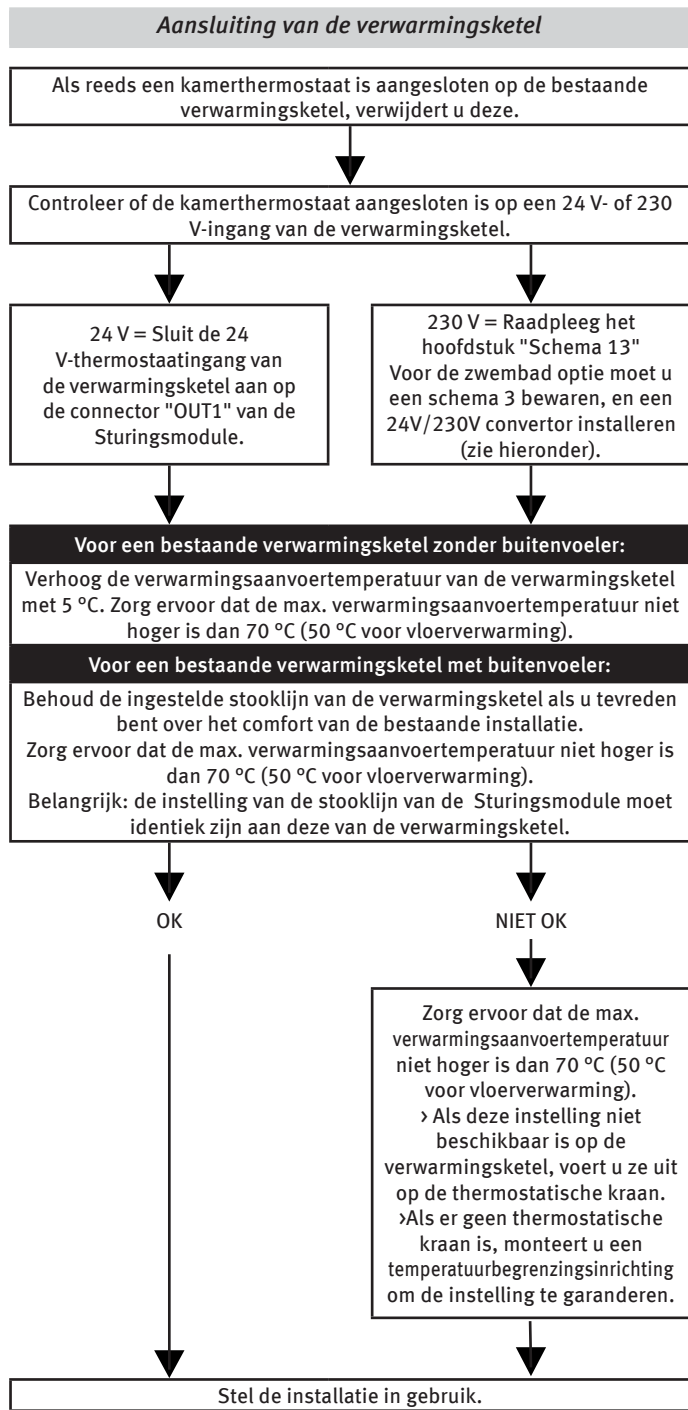 Aansluiting van de verwarmingsketel
Als reeds een kamerthermostaat is aangesloten op de bestaande
verwarmingsketel, verwijdert u deze.
Controleer of de kamerthermostaat aangesloten is op een 24 V- of 230
V-ingang van de verwarmingsketel.
24 V = Sluit de 24
V-thermostaatingang van
de verwarmingsketel aan op
de connector "OUT1" van de
Sturingsmodule.
230 V = Raadpleeg het
hoofdstuk "Schema 13"
Voor de zwembad optie moet u
een schema 3 bewaren, en een
24V/230V convertor installeren
(zie hieronder).
Voor een bestaande verwarmingsketel zonder buitenvoeler:
Verhoog de verwarmingsaanvoertemperatuur van de verwarmingsketel
met 5 °C. Zorg ervoor dat de max. verwarmingsaanvoertemperatuur niet
hoger is dan 70 °C (50 °C voor vloerverwarming).
Voor een bestaande verwarmingsketel met buitenvoeler:
Behoud de ingestelde stooklijn van de verwarmingsketel als u tevreden
bent over het comfort van de bestaande installatie.
Zorg ervoor dat de max. verwarmingsaanvoertemperatuur niet hoger is
dan 70 °C (50 °C voor vloerverwarming).
Belangrijk: de instelling van de stooklijn van de Sturingsmodule moet
identiek zijn aan deze van de verwarmingsketel.
OK
NIET OK
Zorg ervoor dat de max.
verwarmingsaanvoertemperatuur
niet hoger is dan 70 °C (50 °C
voor vloerverwarming).
› Als deze instelling niet
beschikbaar is op de
verwarmingsketel, voert u ze uit
op de thermostatische kraan.
›Als er geen thermostatische
kraan is, monteert u een
temperatuurbegrenzingsinrichting
om de instelling te garanderen.
Stel de installatie in gebruik.